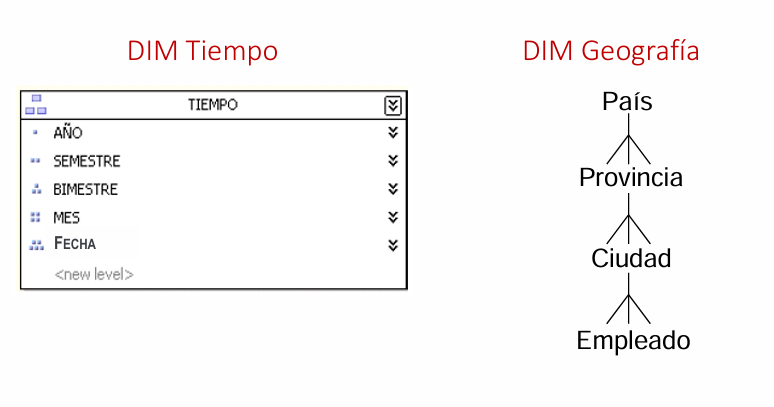 DIM Tiempo
TIEMPO
AÑO
SEMESTRE
BIMESTRE
MES
FECHA
<new level>
DIM Geografía
País
Provincia
Ciudad
Empleado